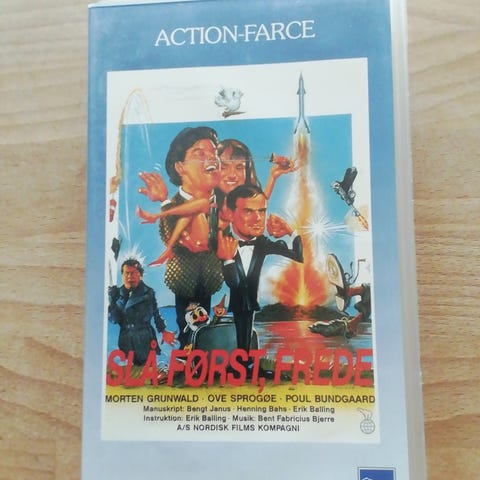 ACTION-FARCE
SLÅ FØRST, FREDE
MORTEN GRUNWALD · OVE SPROGØE · POUL BUNDGAARD
Manuskript: Bengt Janus · Henning Bahs · Erik Balling
Instruktion: Erik Balling · Musik: Bent Fabricius Bjerre
A/S NORDISK FILMS KOMPAGNI